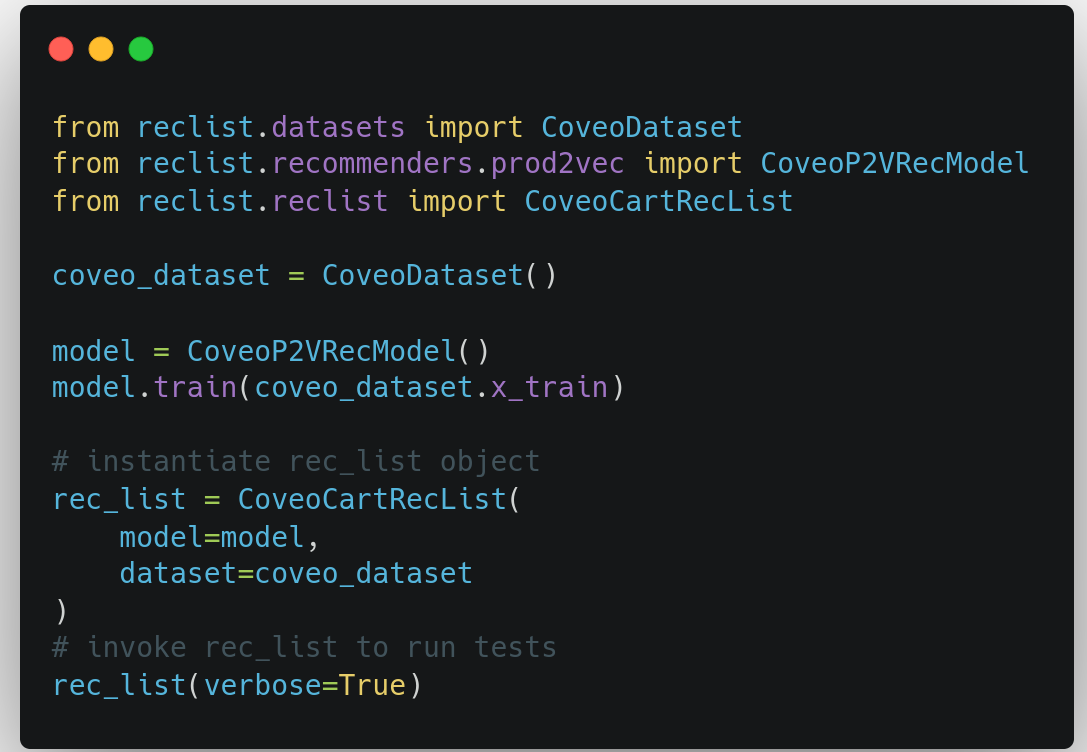 from reclist.datasets import CoveoDataset
from reclist.recommenders.prod2vec import CoveoP2VRecModel
from reclist.reclist import CoveoCartRecList

coveo_dataset = CoveoDataset()

model = CoveoP2VRecModel()
model.train(coveo_dataset.x_train)

# instantiate rec_list object
rec_list = CoveoCartRecList(
    model=model,
    dataset=coveo_dataset
)
# invoke rec_list to run tests
rec_list(verbose=True)